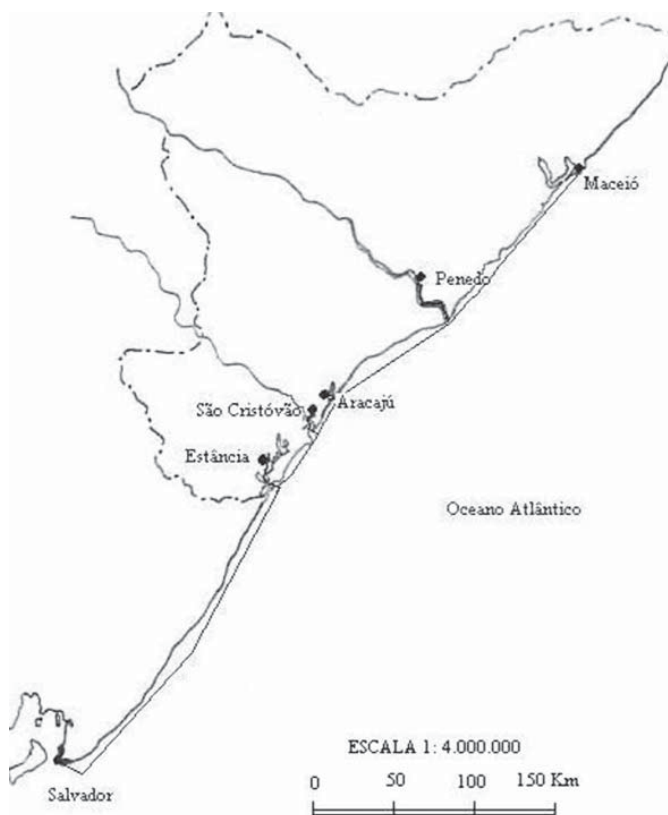 Maceió
Penedo
São Cristóvão
Aracajú
Estância
Oceano Atlântico
ESCALA 1: 4.000.000
0 50 100 150 Km
Salvador